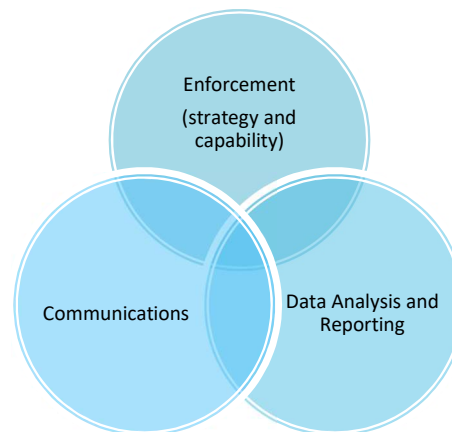 Enforcement
(strategy and
capability)
Communications
Data Analysis and
Reporting